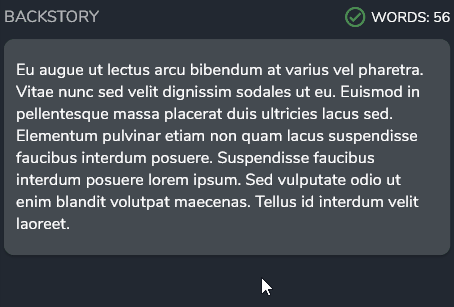 BACKSTORY
WORDS: 56
Eu augue ut lectus arcu bibendum at varius vel pharetra.
Vitae nunc sed velit dignissim sodales ut eu. Euismod in
pellentesque massa placerat duis ultricies lacus sed.
Elementum pulvinar etiam non quam lacus suspendisse
faucibus interdum posuere. Suspendisse faucibus
interdum posuere lorem ipsum. Sed vulputate odio ut
enim blandit volutpat maecenas. Tellus id interdum velit
laoreet.